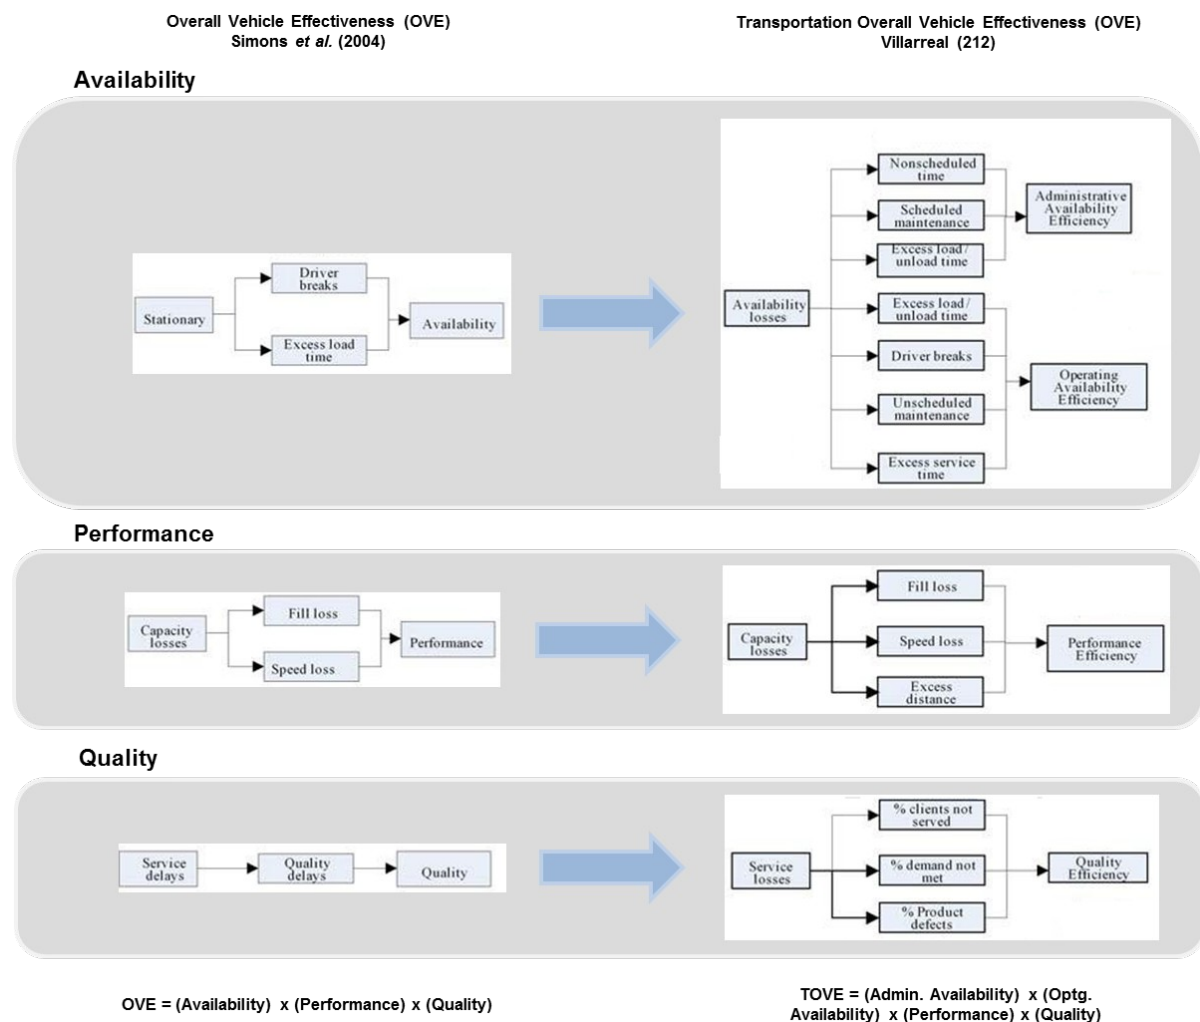 Overall Vehicle Effectiveness (OVE)
Simons et al. (2004)
Transportation Overall Vehicle Effectiveness (OVE)
Villarreal (212)
Availability
Stationary
Driver
breaks
Excess load
time
Availability
Availability
losses
Nonscheduled
time
Scheduled
maintenance
Excess load /
unload time
Excess load /
unload time
Driver breaks
Unscheduled
maintenance
Excess service
time
Administrative
Availability
Efficiency
Operating
Availability
Efficiency
Performance
Capacity
losses
Fill loss
Speed loss
Performance
Capacity
losses
Fill loss
Speed loss
Excess
distance
Performance
Efficiency
Quality
Service
delays
Quality
delays
Quality
Service
losses
% clients not
served
% demand not
met
% Product
defects
Quality
Efficiency
OVE = (Availability) x (Performance) x (Quality)
TOVE = (Admin. Availability) x (Optg.
Availability) x (Performance) x (Quality)